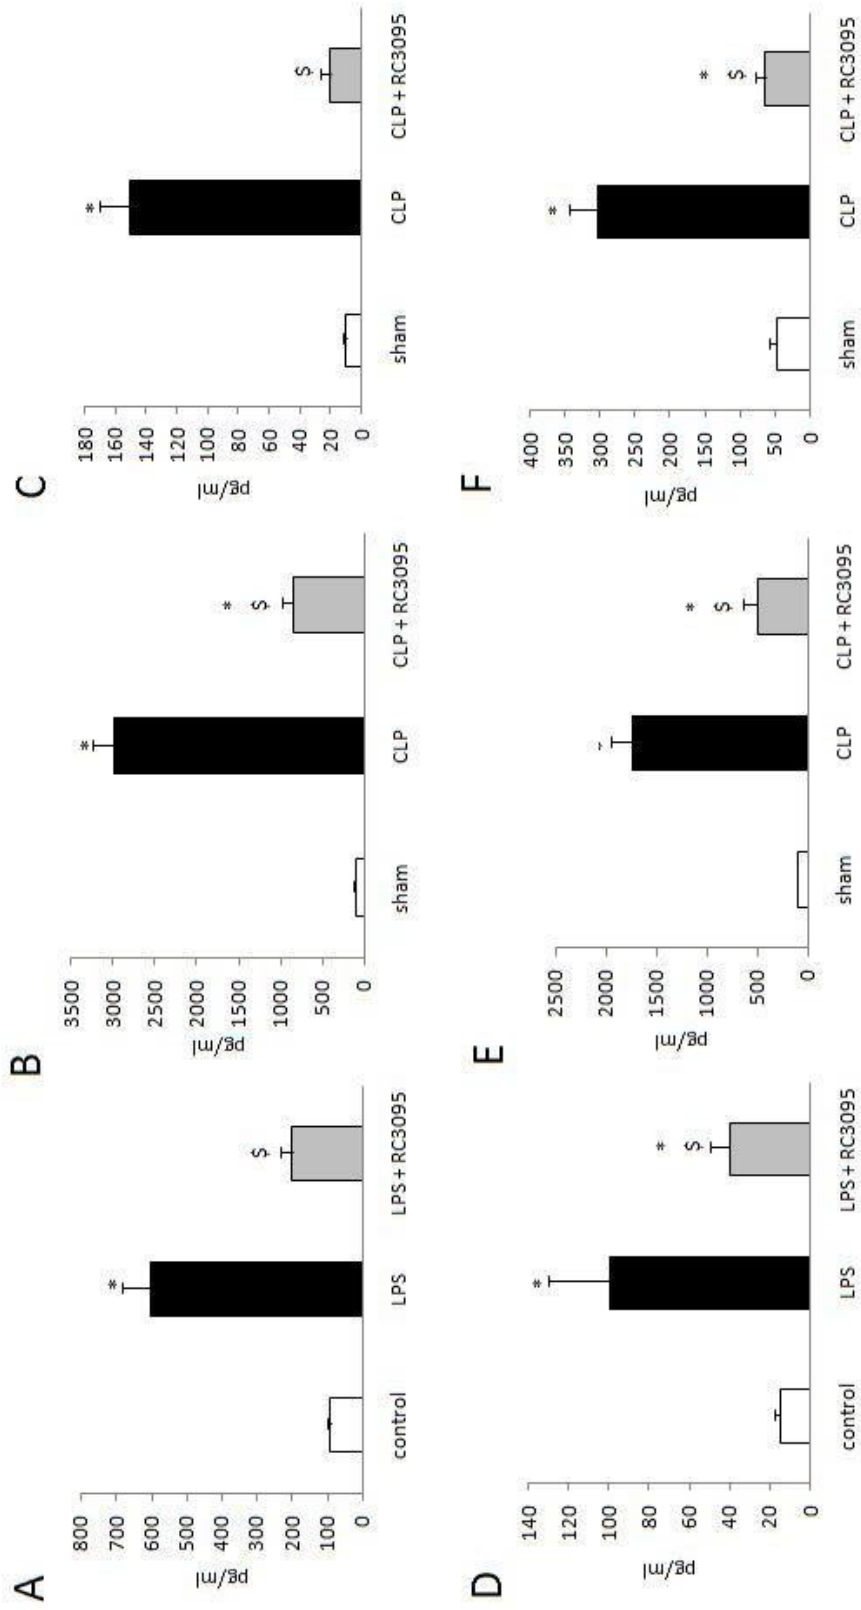 A
pg/ml
800
700
600
500
400
300
200
100
0
*
$
control
LPS
LPS + RC3095
B
pg/ml
3500
3000
2500
2000
1500
1000
500
0
*
*
$
sham
CLP
CLP + RC3095
C
pg/ml
180
160
140
120
100
80
60
40
20
0
*
$
sham
CLP
CLP + RC3095
D
pg/ml
140
120
100
80
60
40
20
0
*
*
$
control
LPS
LPS + RC3095
E
pg/ml
2500
2000
1500
1000
500
0
*
$
sham
CLP
CLP + RC3095
F
pg/ml
400
350
300
250
200
150
100
50
0
*
*
$
sham
CLP
CLP + RC3095